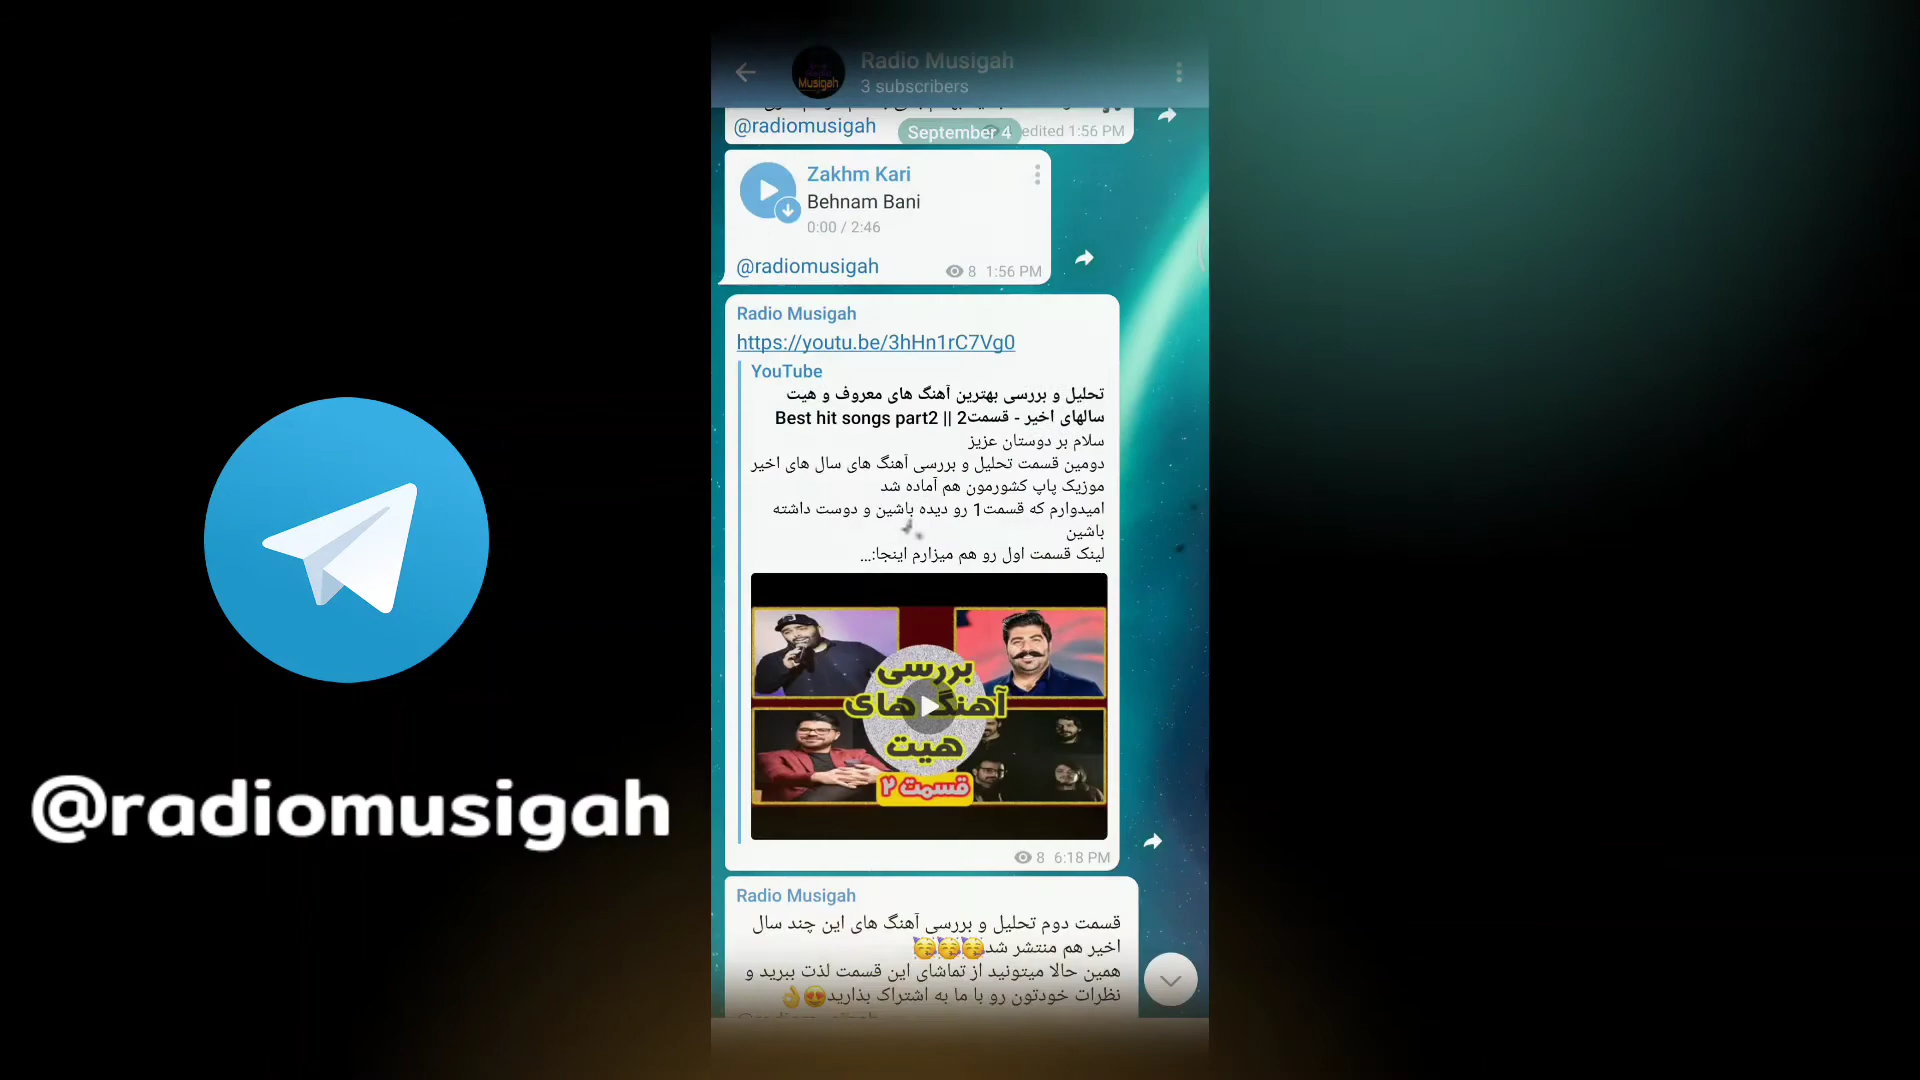 Radio Musigah
3 subscribers
Musigah
@radiomusigah
September 4
edited 1:56 PM
Zakhm Kari
Behnam Bani
0:00 / 2:46
@radiomusigah
8 1:56 PM
Radio Musigah
https://youtu.be/3hHn1rC7Vg0
YouTube
تحلیل و بررسی بهترین آهنگ های معروف و هیت
سالهای اخیر - قسمت2 || Best hit songs part2
سلام بر دوستان عزیز
دومین قسمت تحلیل و بررسی آهنگ های سال های اخیر
موزیک پاپ کشورمون هم آماده شد
امیدوارم که قسمت1 رو دیده باشین و دوست داشته
باشین
لینک قسمت اول رو هم میزارم اینجا:...
بررسی
آهنگ های
هیت
قسمت ۲
8 6:18 PM
Radio Musigah
قسمت دوم تحلیل و بررسی آهنگ های این چند سال
اخیر هم منتشر شد🥳🥳🥳
همین حالا میتونید از تماشای این قسمت لذت ببرید و
نظرات خودتون رو با ما به اشتراک بذارید😍👌
@radiomusigah